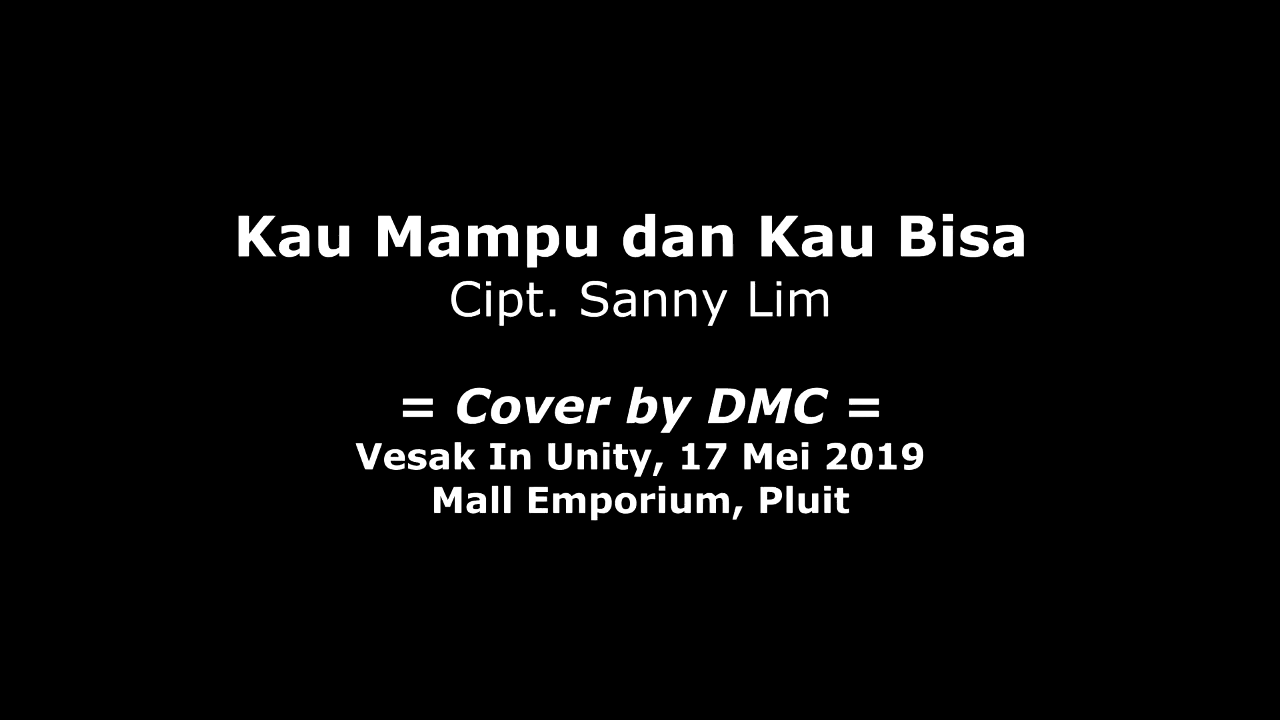 Kau Mampu dan Kau Bisa
Cipt. Sanny Lim
= Cover by DMC =
Vesak In Unity, 17 Mei 2019
Mall Emporium, Pluit